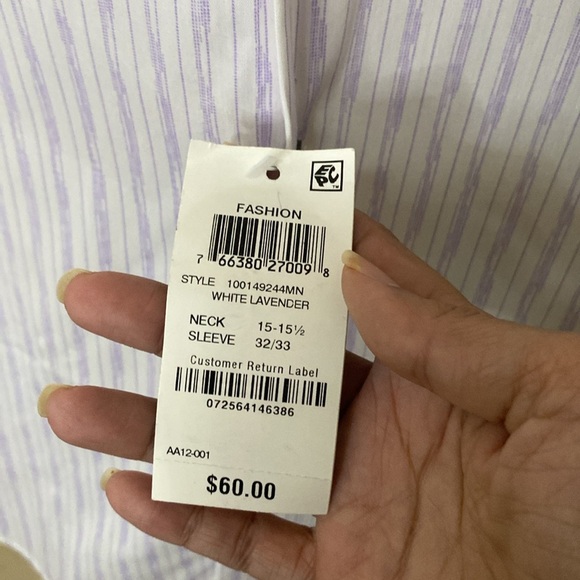 EPC™
FASHION
7 66380 27009 8
STYLE 100149244MN
WHITE LAVENDER
NECK 15-15½
SLEEVE 32/33
Customer Return Label
072564146386
AA12-001
$60.00